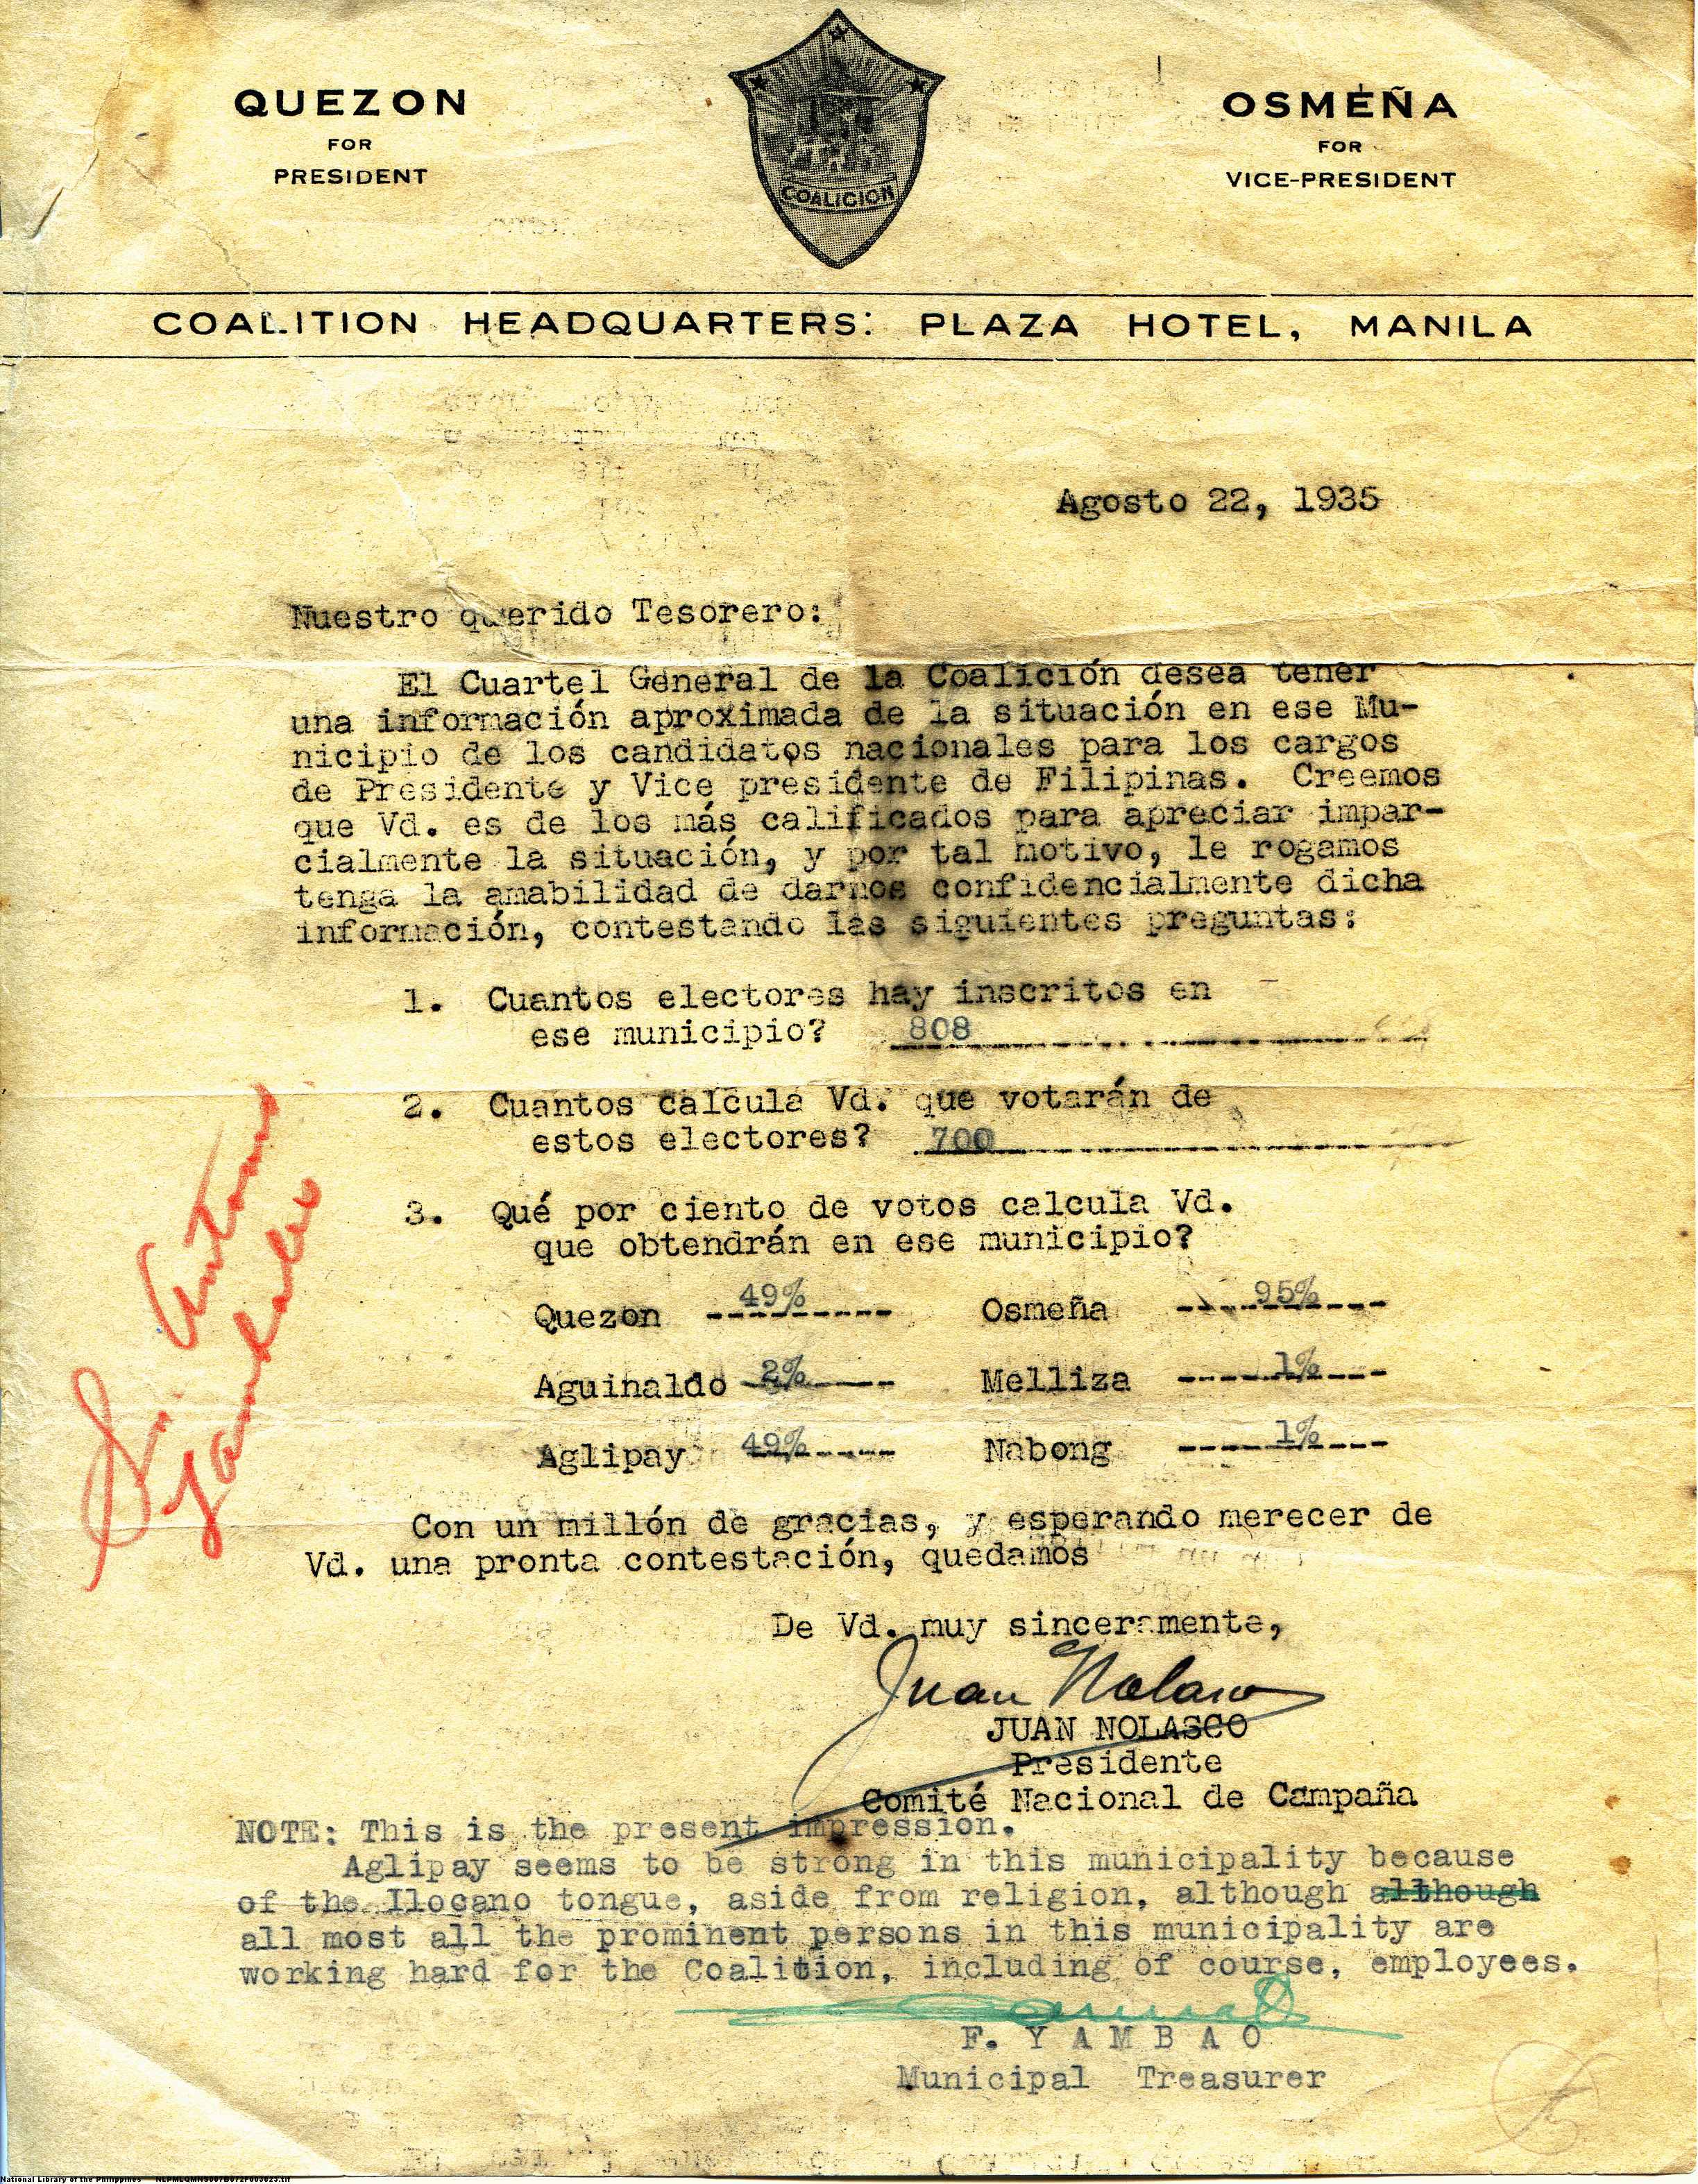 QUEZON
FOR
PRESIDENT
COALICION
OSMEÑA
FOR
VICE-PRESIDENT
COALITION HEADQUARTERS: PLAZA HOTEL, MANILA
Agosto 22, 1935
Nuestro querido Tesorero:
El Cuartel General de la Coalición desea tener
una información aproximada de la situación en ese Mu-
nicipio de los candidatos nacionales para los cargos
de Presidente y Vice presidente de Filipinas. Creemos
que Vd. es de los más calificados para apreciar impar-
cialmente la situación, y por tal motivo, le rogamos
tenga la amabilidad de darnos confidencialmente dicha
información, contestando las siguientes preguntas:
1. Cuantos electores hay inscritos en
ese municipio? 808
2. Cuantos calcula Vd. que votarán de
estos electores? 700
3. Qué por ciento de votos calcula Vd.
que obtendrán en ese municipio?
Quezon 49% Osmeña 95%
Aguinaldo 2% Melliza 1%
Aglipay 49% Nabong 1%
San Antonio
Zambales
Con un millón de gracias, y esperando merecer de
Vd. una pronta contestación, quedamos
De Vd. muy sinceramente,
Juan Nolasco
JUAN NOLASCO
Presidente
Comité Nacional de Campaña
NOTE: This is the present impression.
Aglipay seems to be strong in this municipality because
of the Ilocano tongue, aside from religion, although although
all most all the prominent persons in this municipality are
working hard for the Coalition, including of course, employees.
F. YAMBAO
Municipal Treasurer
National Library of the Philippines